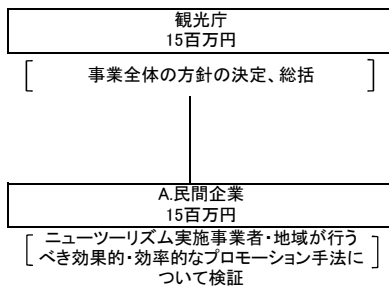 観光庁
15百万円
事業全体の方針の決定、総括
A.民間企業
15百万円
ニューツーリズム実施事業者・地域が行う
べき効果的・効率的なプロモーション手法に
ついて検証